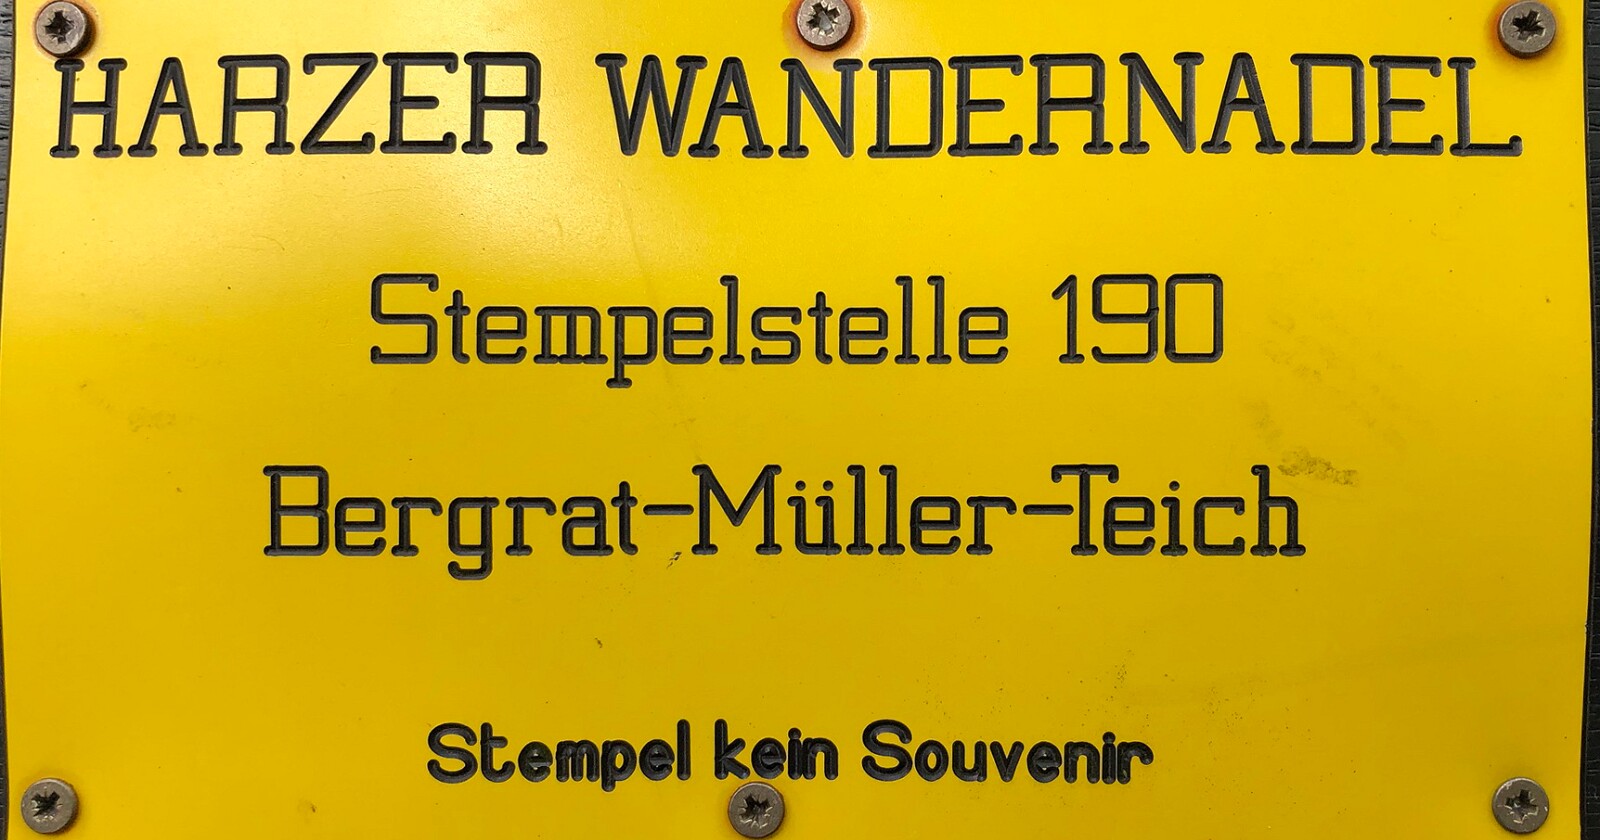 HARZER WANDERNADEL
Stempelstelle 190
Bergrat-Müller-Teich
Stempel kein Souvenir